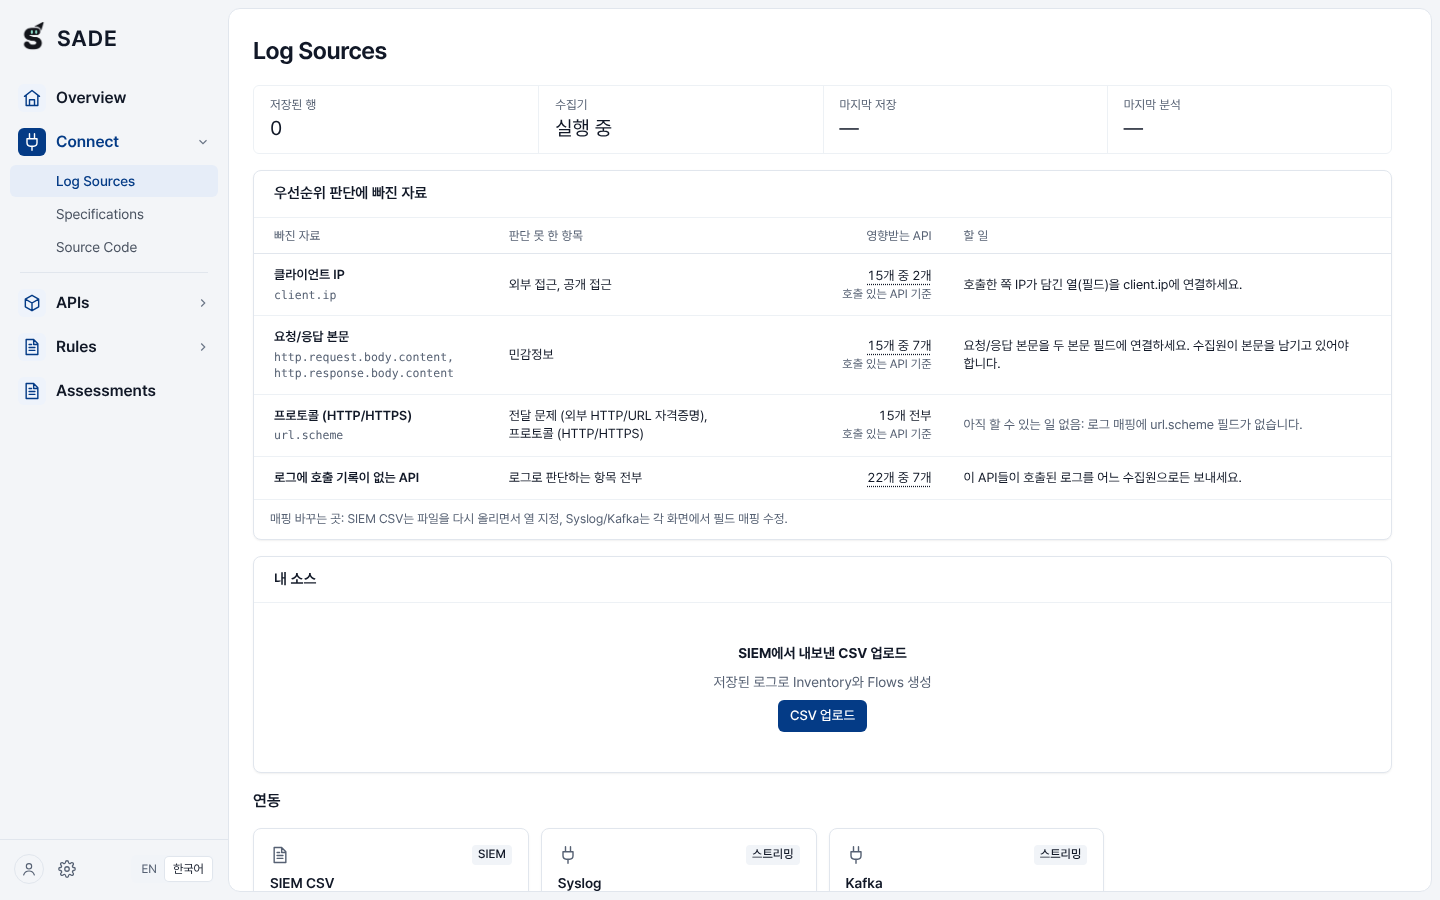 SADE
Overview
Connect
Log Sources
Specifications
Source Code
APIs
Rules
Assessments
EN
한국어
Log Sources
저장된 행
0
수집기
실행 중
마지막 저장
—
마지막 분석
—
우선순위 판단에 빠진 자료
빠진 자료
판단 못 한 항목
영향받는 API
할 일
클라이언트 IP
client.ip
외부 접근, 공개 접근
15개 중 2개
호출 있는 API 기준
호출한 쪽 IP가 담긴 열(필드)을 client.ip에 연결하세요.
요청/응답 본문
http.request.body.content,
http.response.body.content
민감정보
15개 중 7개
호출 있는 API 기준
요청/응답 본문을 두 본문 필드에 연결하세요. 수집원이 본문을 남기고 있어야
합니다.
프로토콜 (HTTP/HTTPS)
url.scheme
전달 문제 (외부 HTTP/URL 자격증명),
프로토콜 (HTTP/HTTPS)
15개 전부
호출 있는 API 기준
아직 할 수 있는 일 없음: 로그 매핑에 url.scheme 필드가 없습니다.
로그에 호출 기록이 없는 API
로그로 판단하는 항목 전부
22개 중 7개
이 API들이 호출된 로그를 어느 수집원으로든 보내세요.
매핑 바꾸는 곳: SIEM CSV는 파일을 다시 올리면서 열 지정, Syslog/Kafka는 각 화면에서 필드 매핑 수정.
내 소스
SIEM에서 내보낸 CSV 업로드
저장된 로그로 Inventory와 Flows 생성
CSV 업로드
연동
SIEM
SIEM CSV
스트리밍
Syslog
스트리밍
Kafka